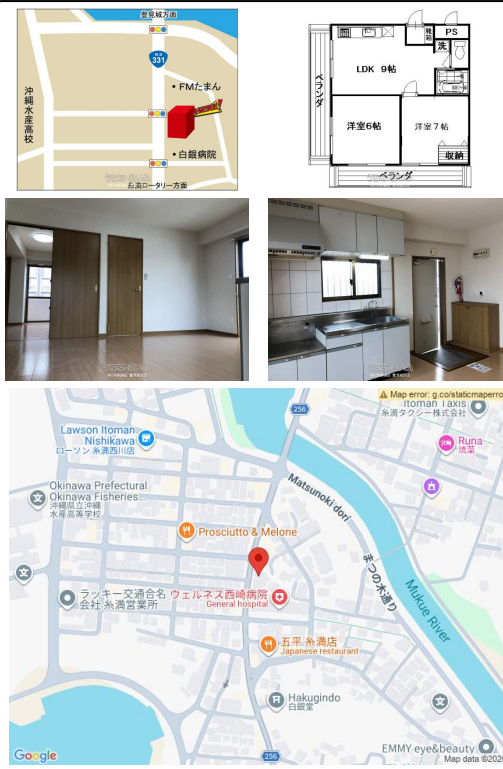 豊見城方面
国道
331
・FMたまん
沖縄水産高校
・白銀病院
糸満ロータリー方面
靴箱
PS
洗
LDK 9帖
ベランダ
洋室6帖
洋室7帖
収納
ベランダ
Map error: g.co/staticmaperro
Itoman Taxis
糸満タクシー株式会社
256
Lawson Itoman
Nishikawa
ローソン 糸満西川店
Runa
琉菜
Okinawa Prefectural
Okinawa Fisheries...
沖縄県立沖縄
水産高等学校
Matsunoki dori
Prosciutto & Melone
まつの木通り
ラッキー交通合名
会社 糸満営業所
ウェルネス西崎病院
General hospital
Mukue River
五平 糸満店
Japanese restaurant
Hakugindo
白銀堂
256
EMMY eye&beauty
Google
Map data ©202